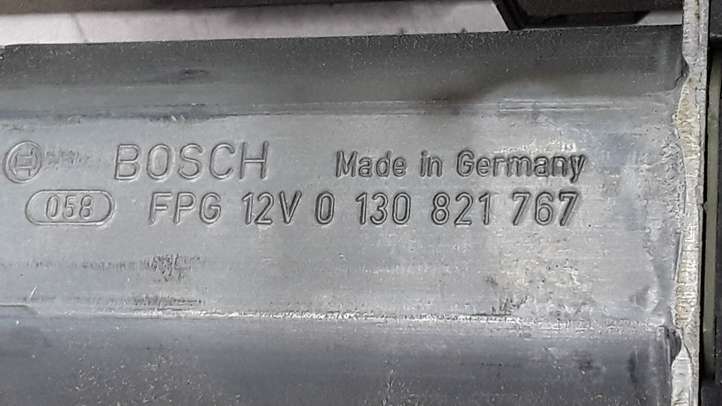 BOSCH Made in Germany
058 FPG 12V 0 130 821 767